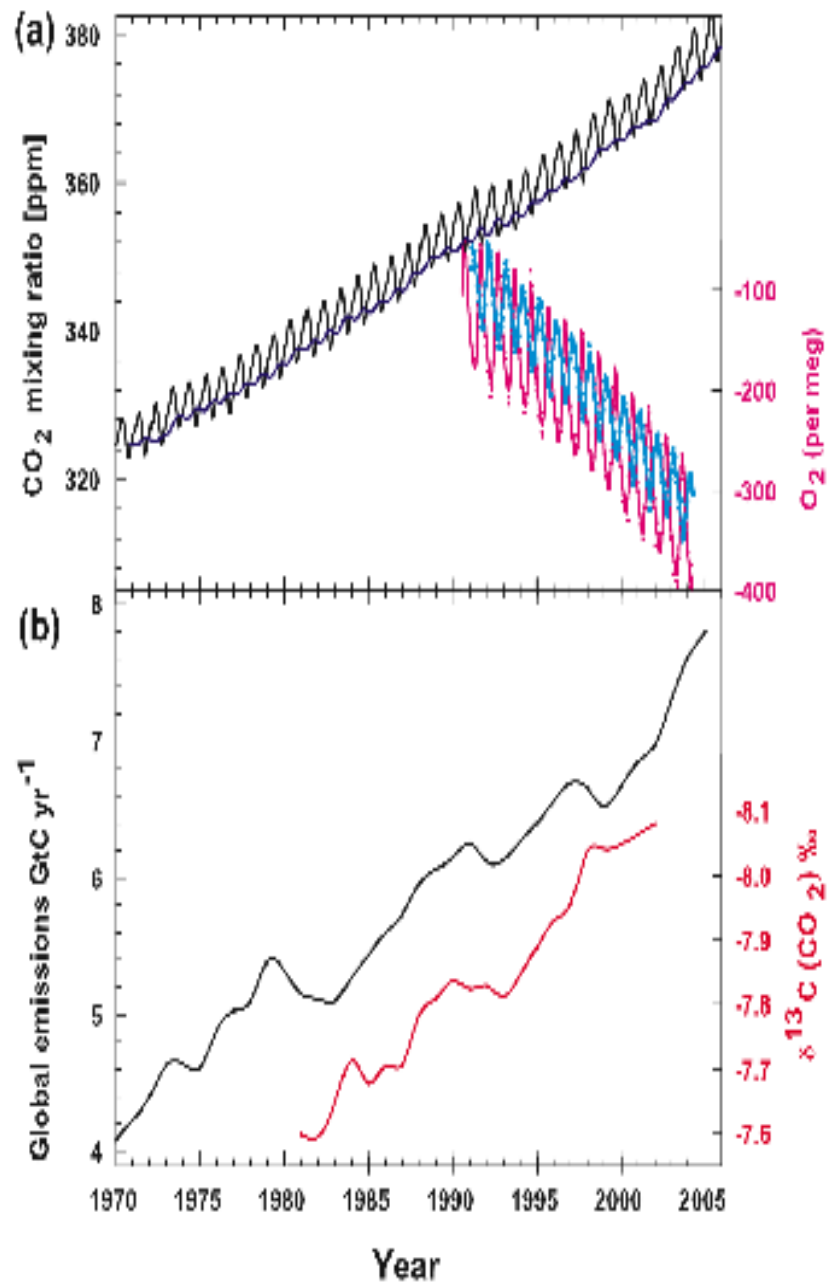 (a)
380
360
340
320
CO2 mixing ratio [ppm]
-100
-200
-300
-400
O2 (per meg)
(b)
8
7
6
5
4
Global emissions GtC yr-1
-8.1
-8.0
-7.9
-7.8
-7.7
-7.6
δ13C (CO2) ‰
1970 1975 1980 1985 1990 1995 2000 2005
Year